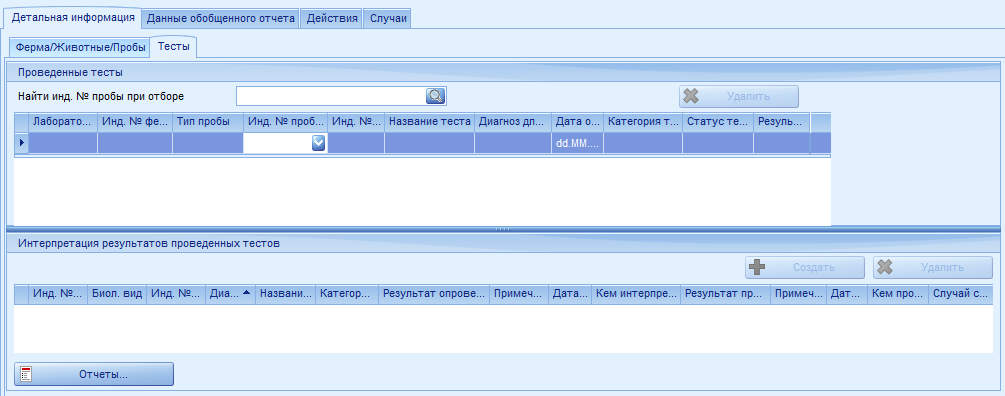 Детальная информация Данные обобщенного отчета Действия Случаи
Ферма/Животные/Пробы Тесты
Проведенные тесты
Найти инд. № пробы при отборе Удалить
Лаборато... Инд. № фе... Тип пробы Инд. № проб... Инд. №... Название теста Диагноз дл... Дата о... Категория т... Статус те... Резуль...
dd.MM....
Интерпретация результатов проведенных тестов
Создать Удалить
Инд. №... Биол. вид Инд. №... Диа... Названи... Категор... Результат опрове... Примеч... Дата... Кем интерпре... Результат пр... Примеч... Дат... Кем про... Случай с...
Отчеты...